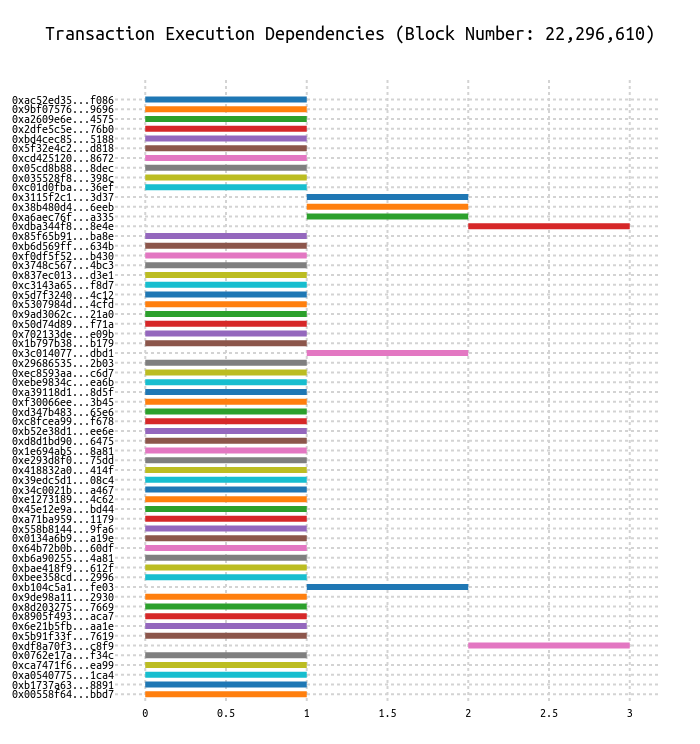 Transaction Execution Dependencies (Block Number: 22,296,610)
0xac52ed35...f086
0x9bf07576...9696
0xa2609e6e...4575
0x2dfe5c5e...76b0
0xbd4cec85...5188
0x5f32e4c2...d818
0xcd425120...8672
0x05cd8b88...8dec
0x035528f8...398c
0xc01d0fba...36ef
0x3115f2c1...3d37
0x38b480d4...6eeb
0xa6aec76f...a335
0xdba344f8...8e4e
0x85f65b91...ba8e
0xb6d569ff...634b
0xf0df5f52...b430
0x3748c567...4bc3
0x837ec013...d3e1
0xc3143a65...f8d7
0x5d7f3240...4c12
0x5307984d...4cfd
0x9ad3062c...21a0
0x50d74d89...f71a
0x702133de...e09b
0x1b797b38...b179
0x3c014077...dbd1
0x29686535...2b03
0xec8593aa...c6d7
0xebe9834c...ea6b
0xa39118d1...8d5f
0xf30066ee...3b45
0xd347b483...65e6
0xc8fcea99...f678
0xb52e38d1...ee6e
0xd8d1bd90...6475
0x1e694ab5...8a81
0xe293d8f0...75dd
0x418832a0...414f
0x39edc5d1...08c4
0x34c0021b...a467
0xe1273189...4c62
0x45e12e9a...bd44
0xa71ba959...1179
0x558b8144...9fa6
0x0134a6b9...a19e
0x64b72b0b...60df
0xb6a90255...4a81
0xbae418f9...612f
0xbee358cd...2996
0xb104c5a1...fe03
0x9de98a11...2930
0x8d203275...7669
0x8905f493...aca7
0x6e21b5fb...aa1e
0x5b91f33f...7619
0xdf8a70f3...c8f9
0x0762e17a...f34c
0xca7471f6...ea99
0xa0540775...1ca4
0xb1737a63...8891
0x00558f64...bbd7
0 0.5 1 1.5 2 2.5 3